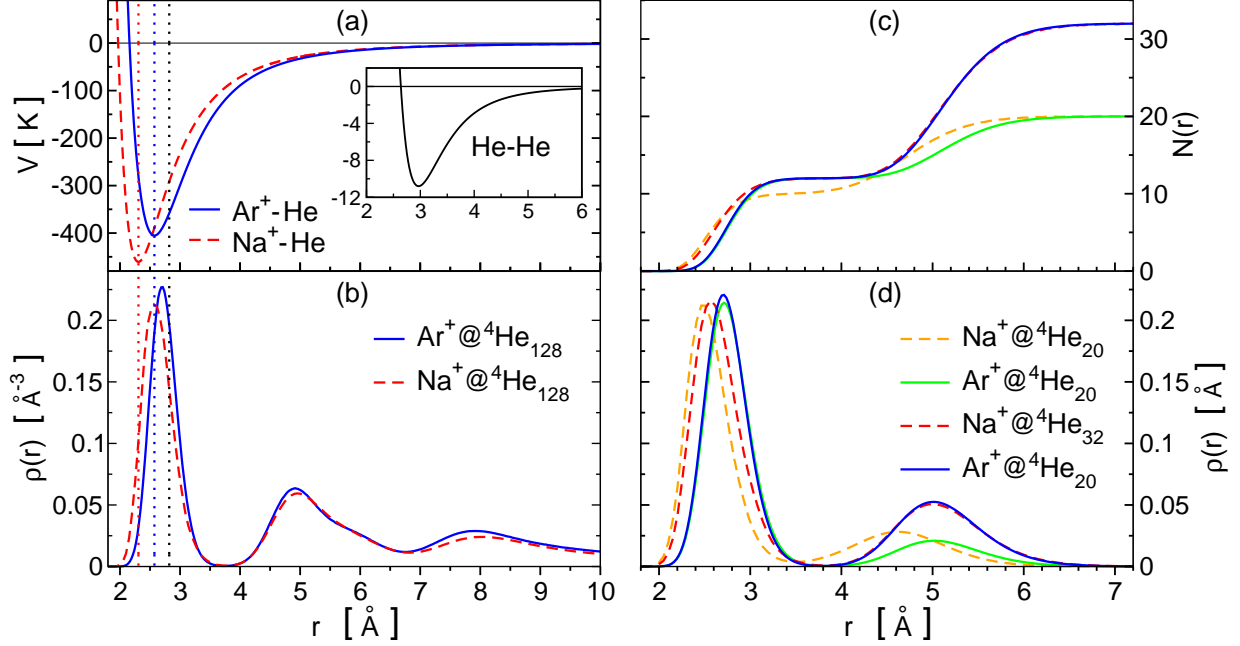 (a)
V [ K ]
0
-100
-200
-300
-400
Ar⁺-He
Na⁺-He
He-He
0
-4
-8
-12
2 3 4 5 6
(b)
ρ(r) [ Å⁻³ ]
0.2
0.15
0.1
0.05
0
Ar⁺@⁴He₁₂₈
Na⁺@⁴He₁₂₈
2 3 4 5 6 7 8 9 10
r [ Å ]
(c)
N(r)
30
20
10
0
(d)
Na⁺@⁴He₂₀
Ar⁺@⁴He₂₀
Na⁺@⁴He₃₂
Ar⁺@⁴He₂₀
ρ(r) [ Å⁻³ ]
0.2
0.15
0.1
0.05
0
2 3 4 5 6 7
r [ Å ]